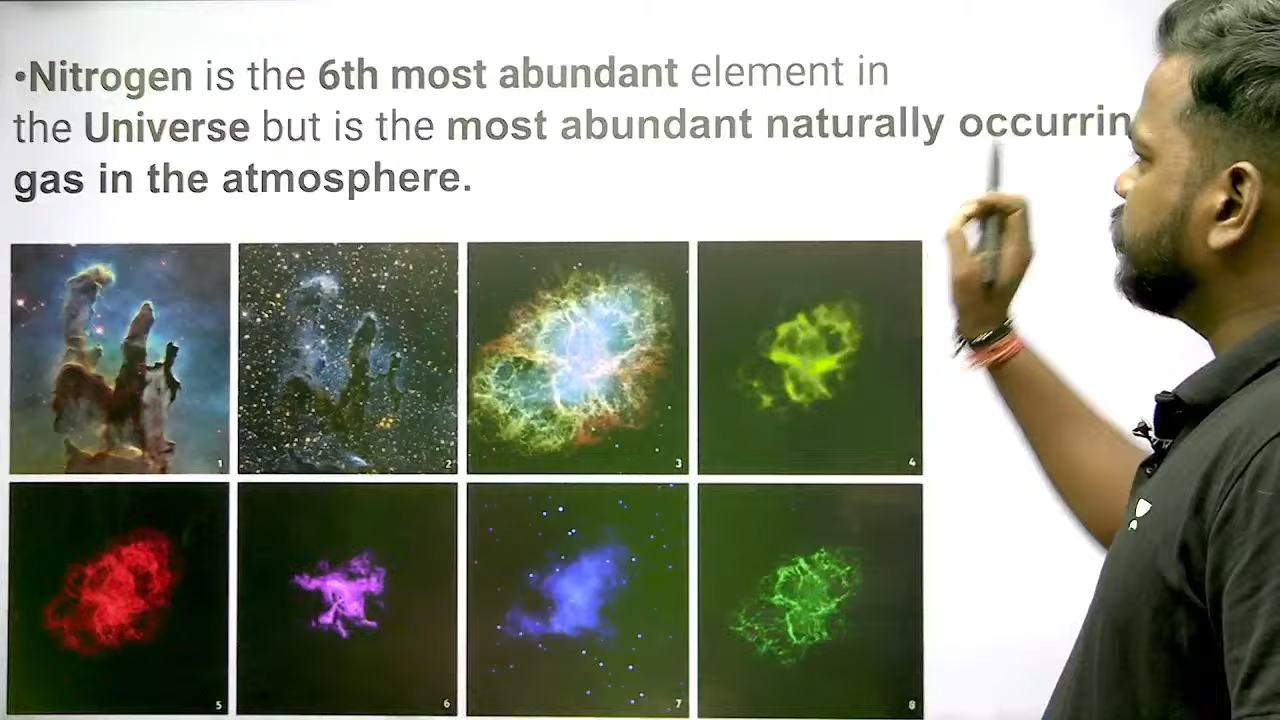 •Nitrogen is the 6th most abundant element in
the Universe but is the most abundant naturally occurrin
gas in the atmosphere.
1
2
3
4
5
6
7
8